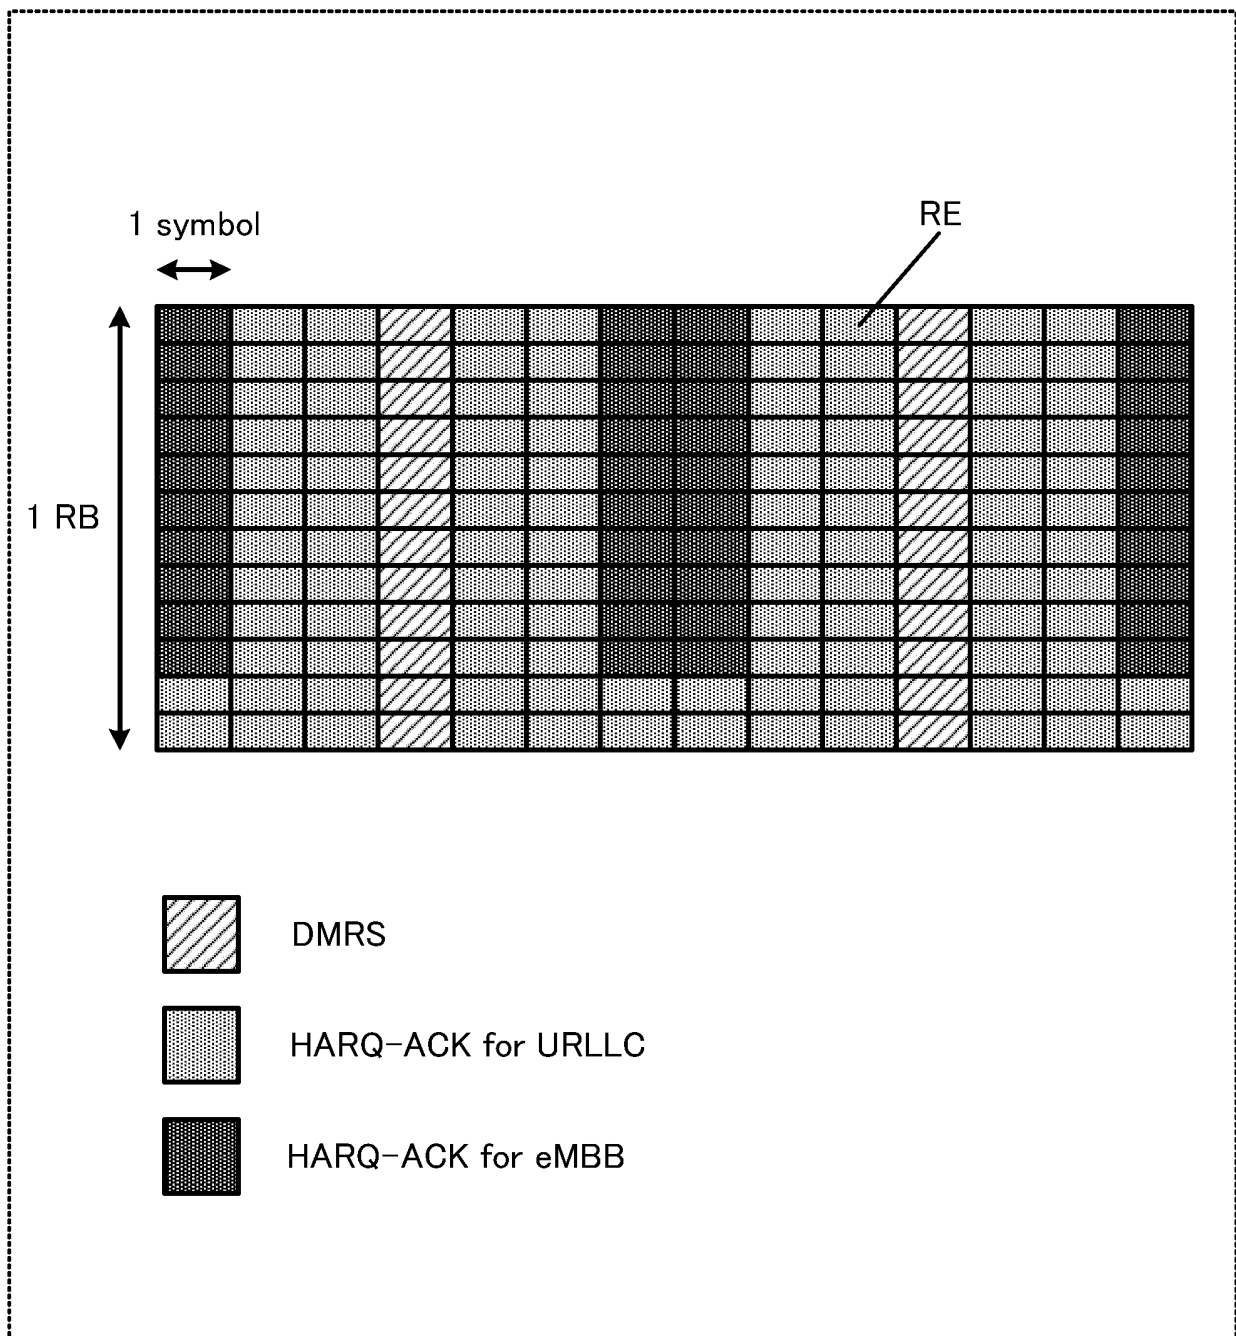 1 symbol
RE
1 RB
DMRS
HARQ-ACK for URLLC
HARQ-ACK for eMBB